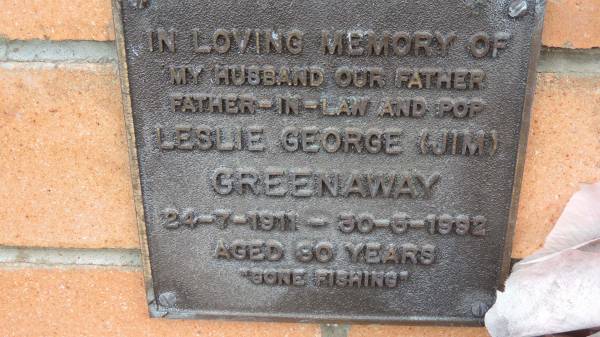 IN LOVING MEMORY OF
MY HUSBAND OUR FATHER
FATHER-IN-LAW AND POP
LESLIE GEORGE (JIM)
GREENAWAY
24-7-1911 - 30-5-1992
AGED 80 YEARS
"GONE FISHING"